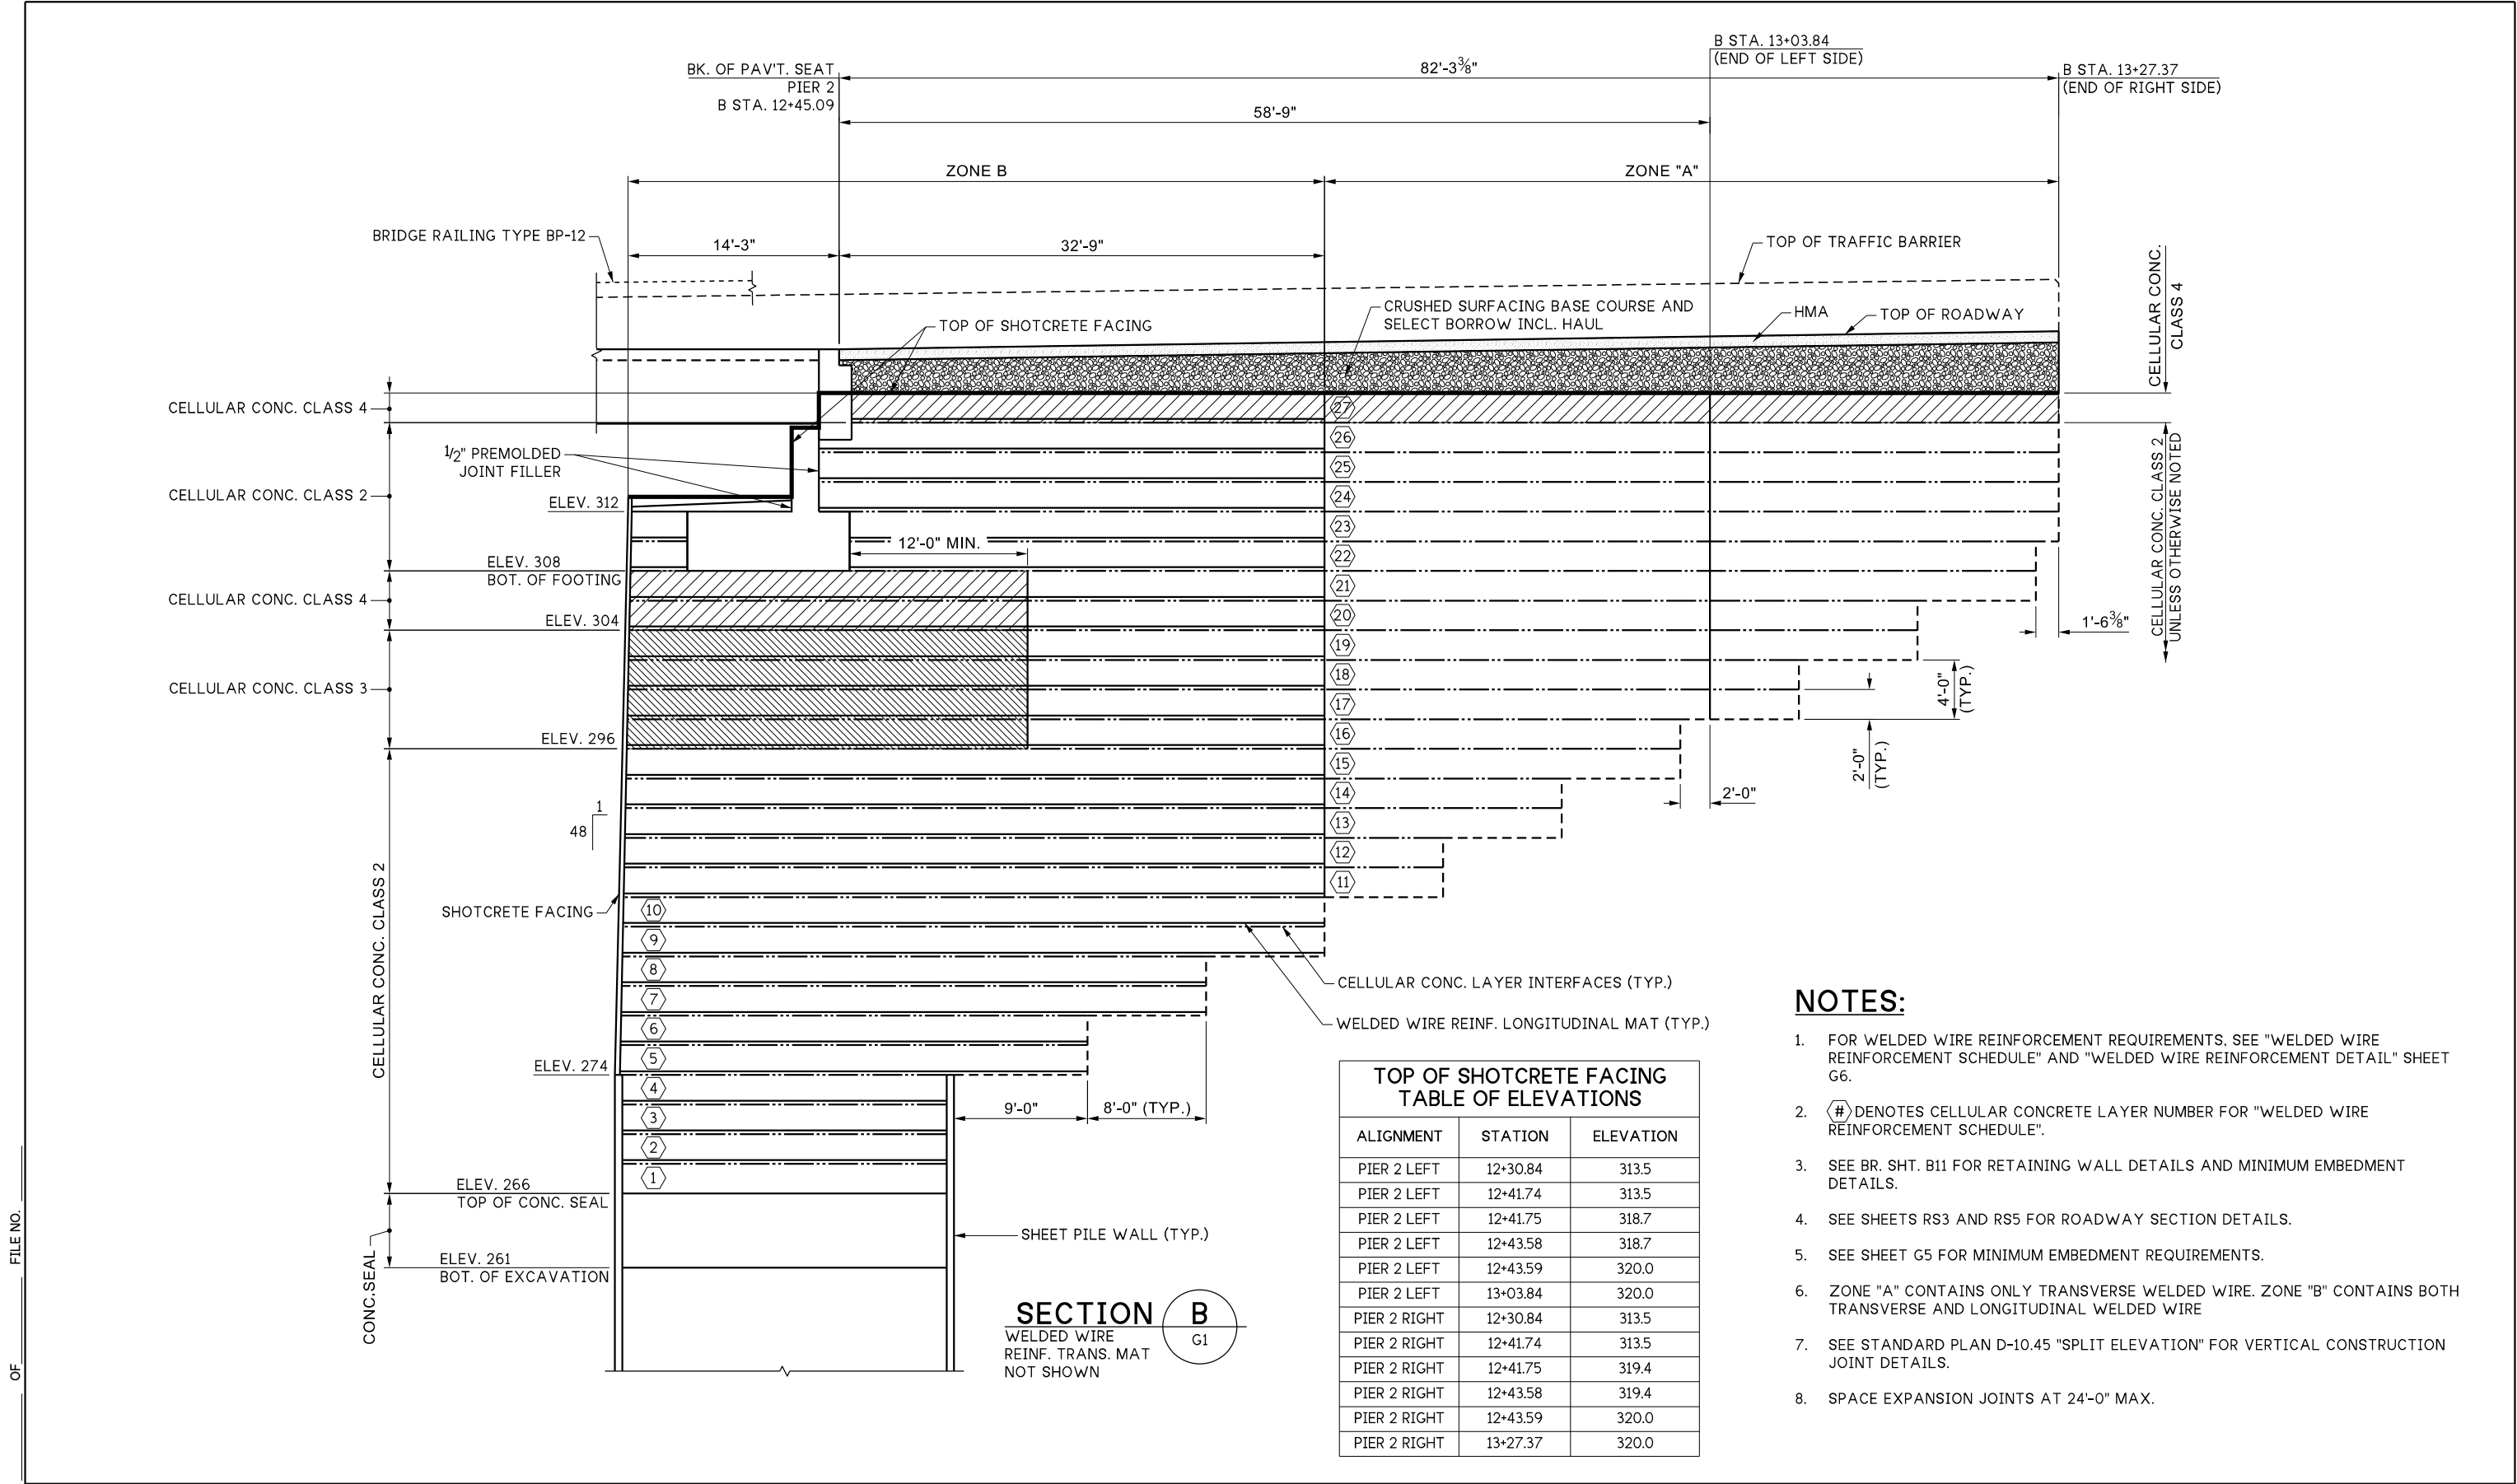 B STA. 13+03.84
(END OF LEFT SIDE)
BK. OF PAV'T. SEAT
PIER 2
B STA. 12+45.09
82'-3⅜"
B STA. 13+27.37
(END OF RIGHT SIDE)
58'-9"
ZONE B
ZONE "A"
BRIDGE RAILING TYPE BP-12
14'-3"
32'-9"
TOP OF TRAFFIC BARRIER
CELLULAR CONC.
CLASS 4
TOP OF SHOTCRETE FACING
CRUSHED SURFACING BASE COURSE AND
SELECT BORROW INCL. HAUL
HMA
TOP OF ROADWAY
CELLULAR CONC. CLASS 4
27
26
25
24
23
22
21
20
19
18
17
16
15
14
13
12
11
1/2" PREMOLDED
JOINT FILLER
CELLULAR CONC. CLASS 2
ELEV. 312
12'-0" MIN.
ELEV. 308
BOT. OF FOOTING
CELLULAR CONC. CLASS 4
ELEV. 304
CELLULAR CONC. CLASS 3
ELEV. 296
CELLULAR CONC. CLASS 2
UNLESS OTHERWISE NOTED
1'-6⅜"
4'-0"
(TYP.)
2'-0"
(TYP.)
2'-0"
1
48
CELLULAR CONC. CLASS 2
SHOTCRETE FACING
10
9
8
7
6
5
4
3
2
1
CELLULAR CONC. LAYER INTERFACES (TYP.)
WELDED WIRE REINF. LONGITUDINAL MAT (TYP.)
ELEV. 274
9'-0"
8'-0" (TYP.)
ELEV. 266
TOP OF CONC. SEAL
SHEET PILE WALL (TYP.)
ELEV. 261
BOT. OF EXCAVATION
CONC.SEAL
SECTION
WELDED WIRE
REINF. TRANS. MAT
NOT SHOWN
B
G1
TOP OF SHOTCRETE FACING
TABLE OF ELEVATIONS
ALIGNMENT STATION ELEVATION
PIER 2 LEFT 12+30.84 313.5
PIER 2 LEFT 12+41.74 313.5
PIER 2 LEFT 12+41.75 318.7
PIER 2 LEFT 12+43.58 318.7
PIER 2 LEFT 12+43.59 320.0
PIER 2 LEFT 13+03.84 320.0
PIER 2 RIGHT 12+30.84 313.5
PIER 2 RIGHT 12+41.74 313.5
PIER 2 RIGHT 12+41.75 319.4
PIER 2 RIGHT 12+43.58 319.4
PIER 2 RIGHT 12+43.59 320.0
PIER 2 RIGHT 13+27.37 320.0
NOTES:
1. FOR WELDED WIRE REINFORCEMENT REQUIREMENTS, SEE "WELDED WIRE
REINFORCEMENT SCHEDULE" AND "WELDED WIRE REINFORCEMENT DETAIL" SHEET
G6.
2. # DENOTES CELLULAR CONCRETE LAYER NUMBER FOR "WELDED WIRE
REINFORCEMENT SCHEDULE".
3. SEE BR. SHT. B11 FOR RETAINING WALL DETAILS AND MINIMUM EMBEDMENT
DETAILS.
4. SEE SHEETS RS3 AND RS5 FOR ROADWAY SECTION DETAILS.
5. SEE SHEET G5 FOR MINIMUM EMBEDMENT REQUIREMENTS.
6. ZONE "A" CONTAINS ONLY TRANSVERSE WELDED WIRE. ZONE "B" CONTAINS BOTH
TRANSVERSE AND LONGITUDINAL WELDED WIRE
7. SEE STANDARD PLAN D-10.45 "SPLIT ELEVATION" FOR VERTICAL CONSTRUCTION
JOINT DETAILS.
8. SPACE EXPANSION JOINTS AT 24'-0" MAX.
FILE NO.
OF